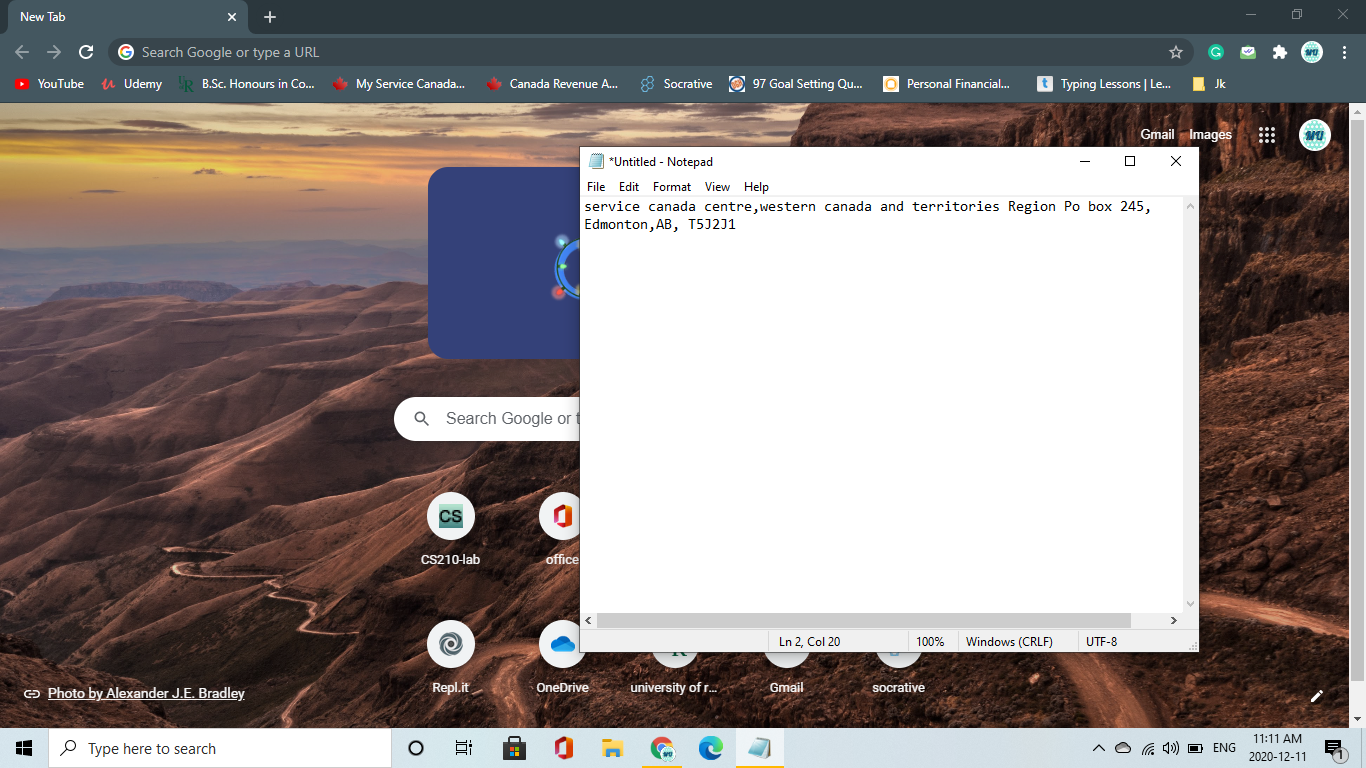 New Tab
Search Google or type a URL
YouTube Udemy B.Sc. Honours in Co... My Service Canada... Canada Revenue A... Socrative 97 Goal Setting Qu... Personal Financial... Typing Lessons | Le... Jk
Gmail Images
*Untitled - Notepad
File Edit Format View Help
service canada centre,western canada and territories Region Po box 245,
Edmonton,AB, T5J2J1
Search Google or t
CS
CS210-lab office
Ln 2, Col 20 100% Windows (CRLF) UTF-8
Repl.it OneDrive university of r... Gmail socrative
Photo by Alexander J.E. Bradley
Type here to search
ENG
11:11 AM
2020-12-11
1